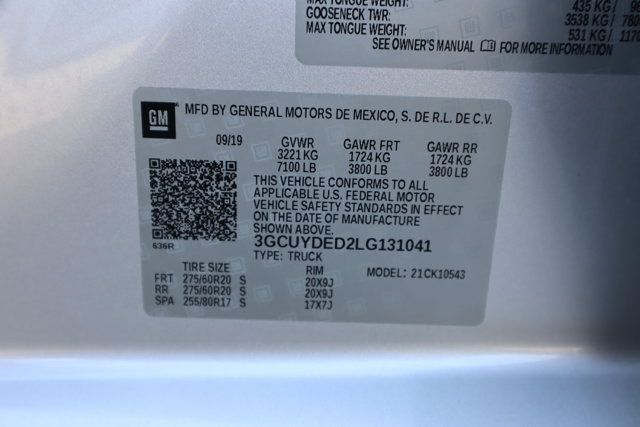 MAX TONGUE WEIGHT: 435 KG /
GOOSENECK TWR: 3538 KG / 780
MAX TONGUE WEIGHT: 531 KG / 1170
SEE OWNER'S MANUAL FOR MORE INFORMATION
GM MFD BY GENERAL MOTORS DE MEXICO, S. DE R.L. DE C.V.
09/19 GVWR GAWR FRT GAWR RR
3221 KG 1724 KG 1724 KG
7100 LB 3800 LB 3800 LB
THIS VEHICLE CONFORMS TO ALL
APPLICABLE U.S. FEDERAL MOTOR
VEHICLE SAFETY STANDARDS IN EFFECT
ON THE DATE OF MANUFACTURE
SHOWN ABOVE.
636R 3GCUYDED2LG131041
TYPE: TRUCK MODEL: 21CK10543
TIRE SIZE RIM
FRT 275/60R20 S 20X9J
RR 275/60R20 S 20X9J
SPA 255/80R17 S 17X7J